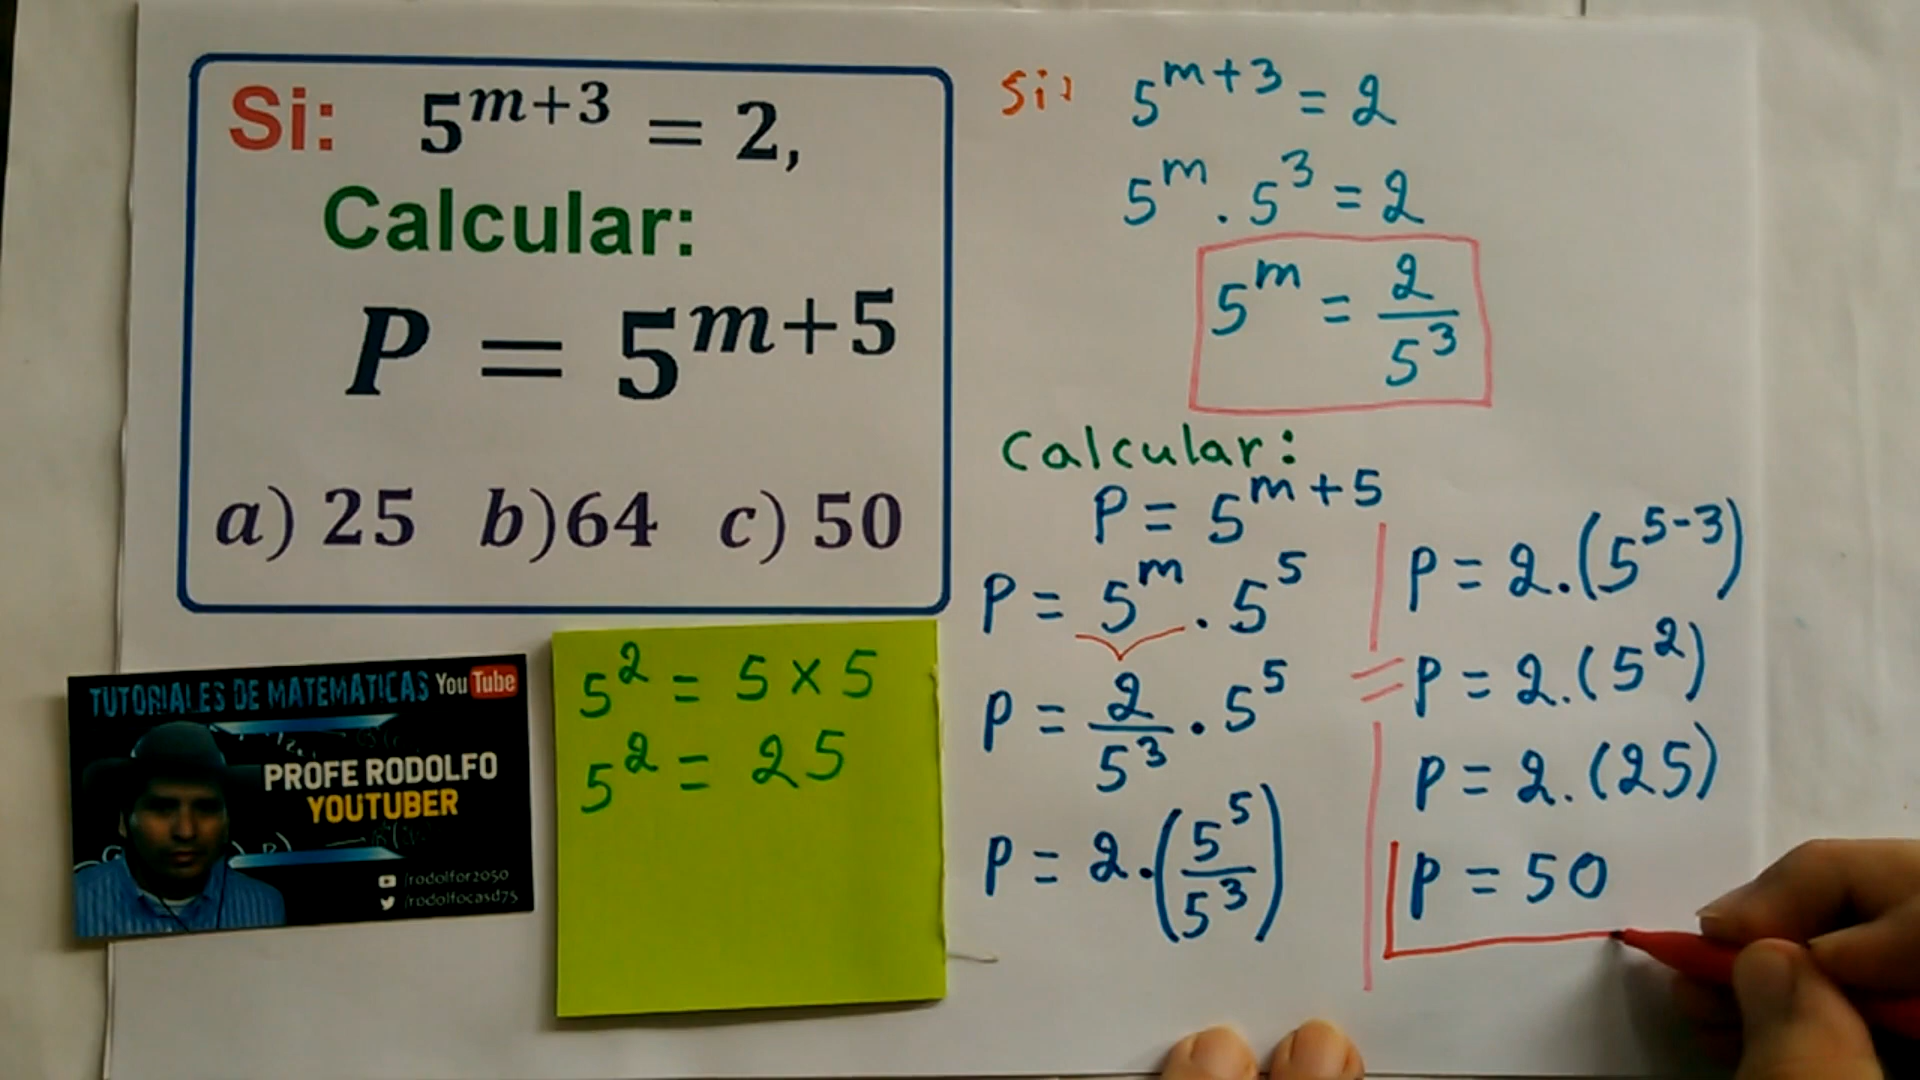 Si: 5^{m+3} = 2,
Calcular:
P = 5^{m+5}
a) 25 b)64 c) 50
Si: 5^{m+3} = 2
5^m . 5^3 = 2
5^m = 2/5^3
Calcular:
P = 5^{m+5}
P = 5^m . 5^5
P = 2/5^3 . 5^5
P = 2.(5^5/5^3)
P = 2.(5^{5-3})
P = 2.(5^2)
P = 2.(25)
P = 50
5^2 = 5 x 5
5^2 = 25
TUTORIALES DE MATEMATICAS YouTube
PROFE RODOLFO
YOUTUBER
/rodolfor2050
/rodolfocasd75